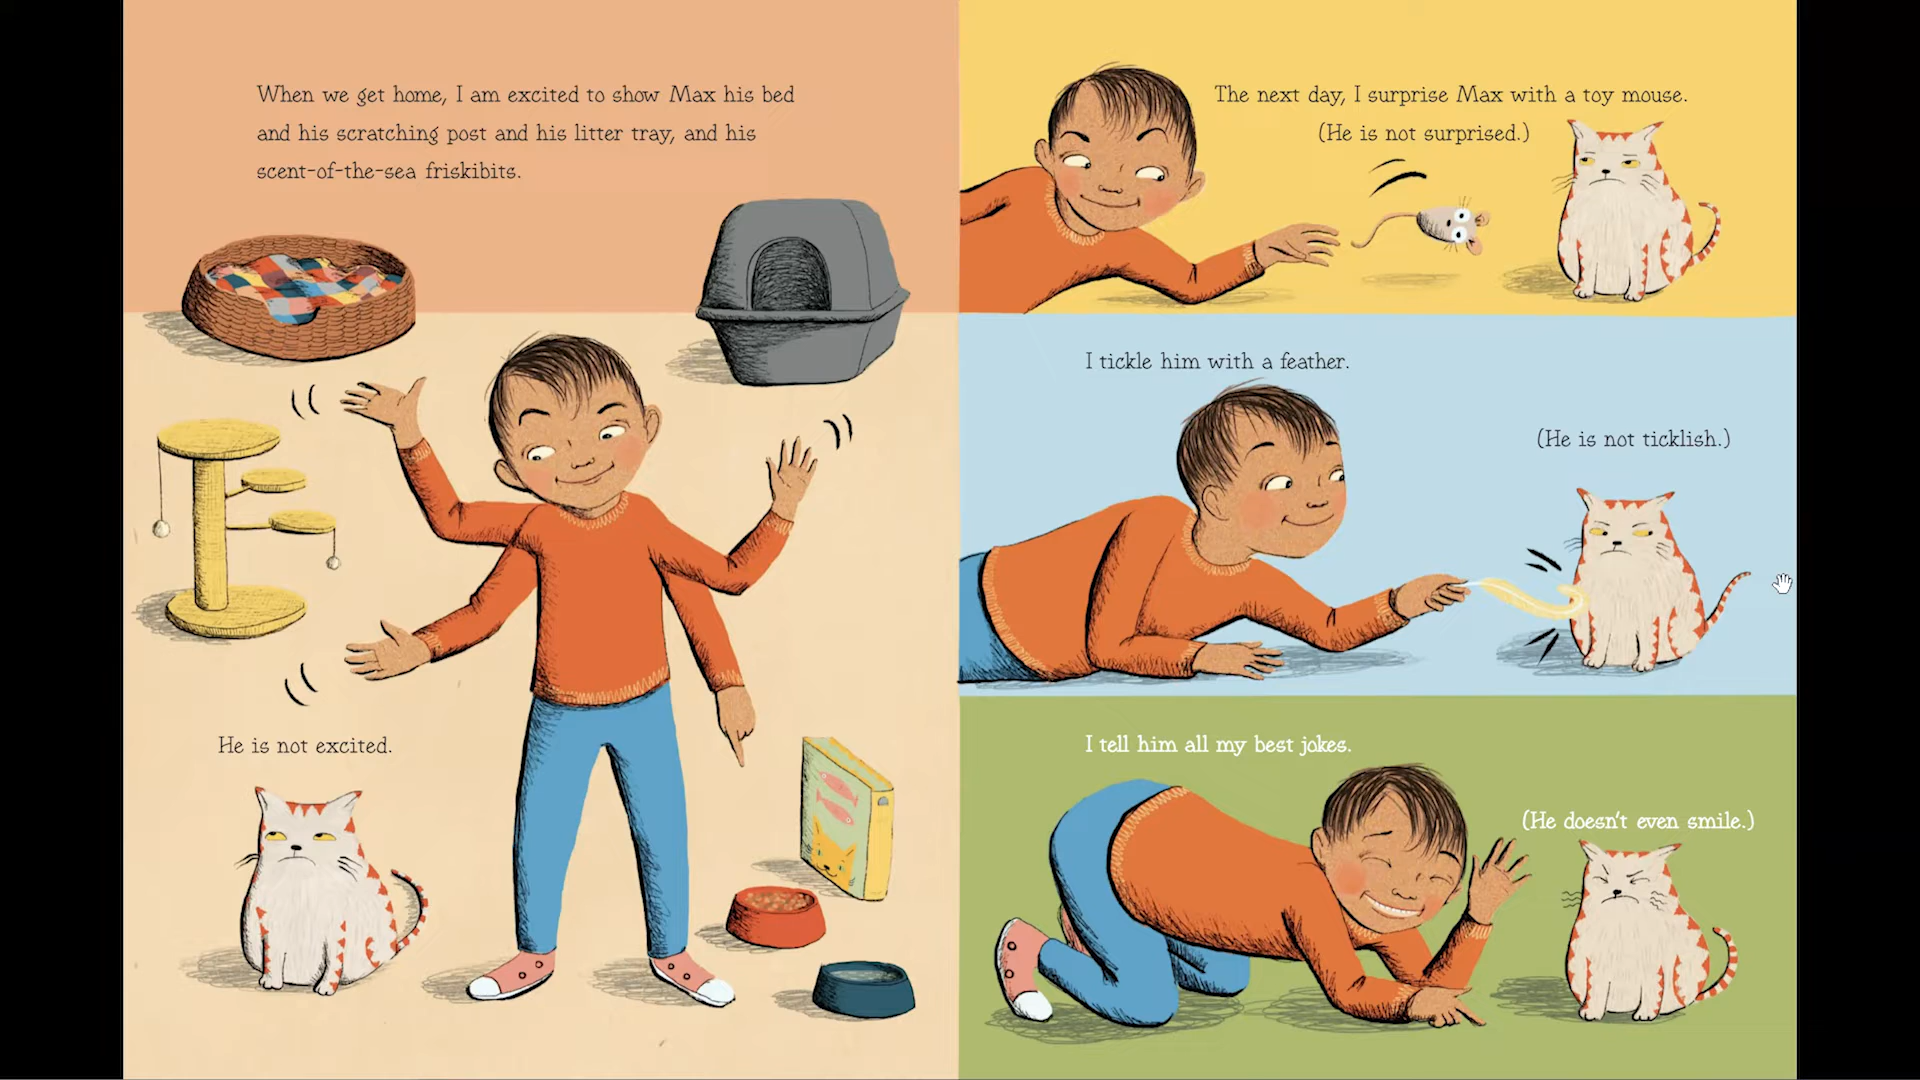 When we get home, I am excited to show Max his bed
and his scratching post and his litter tray, and his
scent-of-the-sea friskibits.
He is not excited.
The next day, I surprise Max with a toy mouse.
(He is not surprised.)
I tickle him with a feather.
(He is not ticklish.)
I tell him all my best jokes.
(He doesn't even smile.)